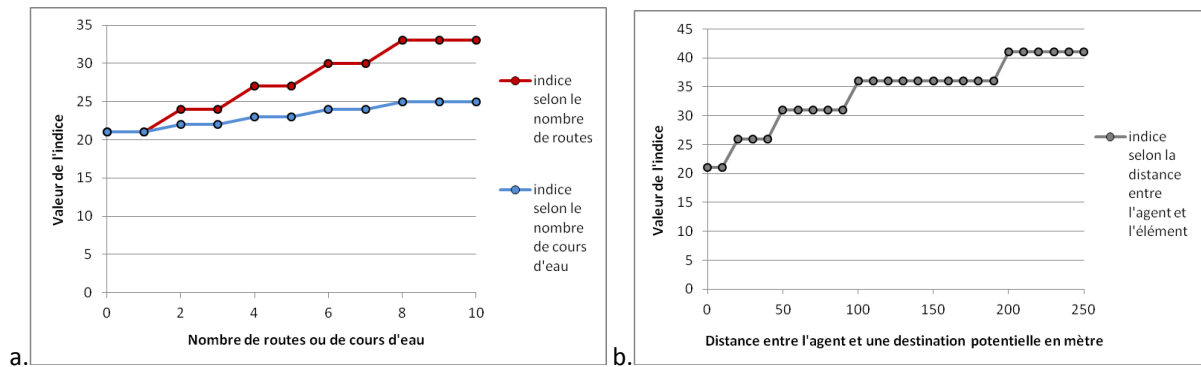 35
30
25
20
15
10
5
0
0 2 4 6 8 10
Valeur de l'indice
Nombre de routes ou de cours d'eau
indice
selon le
nombre
de routes
indice
selon le
nombre
de cours
d'eau
a.
45
40
35
30
25
20
15
10
5
0
0 50 100 150 200 250
Valeur de l'indice
Distance entre l'agent et une destination potentielle en mètre
indice
selon la
distance
entre
l'agent et
l'élément
b.